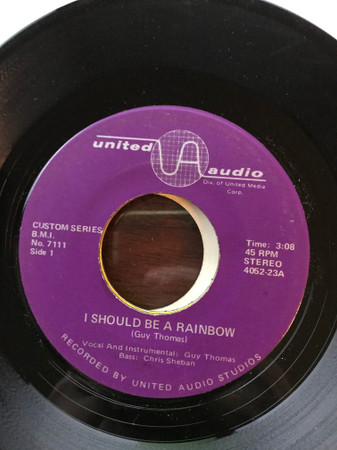 united UA audio
Div. of United Media
Corp.
CUSTOM SERIES
B.M.I.
No. 7111
Side 1
Time: 3:08
45 RPM
STEREO
4052-23A
I SHOULD BE A RAINBOW
(Guy Thomas)
Vocal And Instrumental: Guy Thomas
Bass: Chris Sheban
RECORDED BY UNITED AUDIO STUDIOS